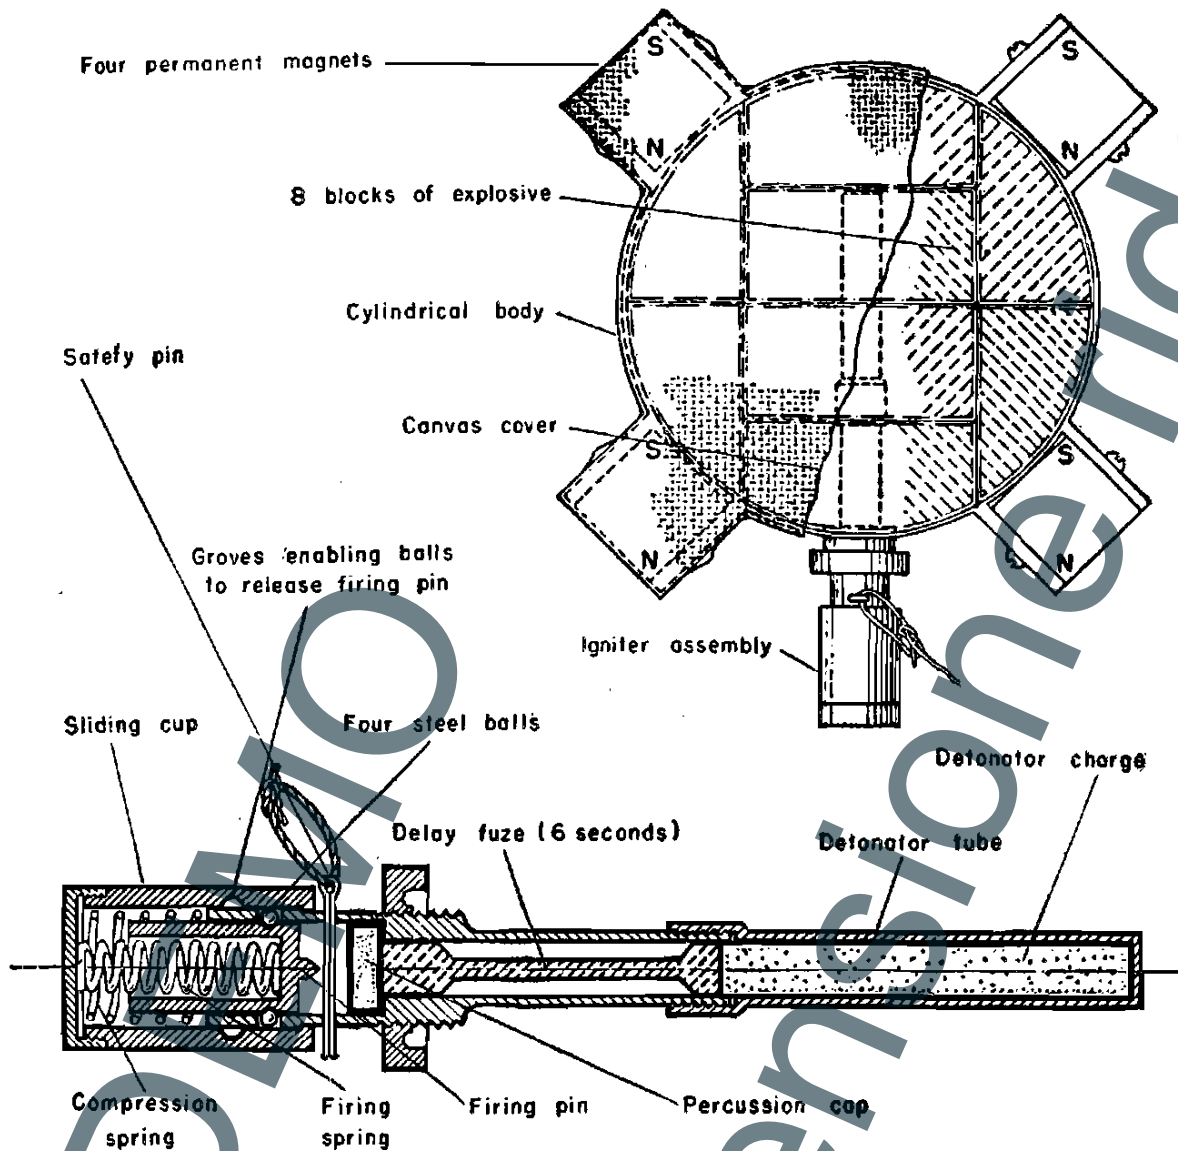 Four permanent magnets
S
N
S
N
8 blocks of explosive
Cylindrical body
Satefy pin
Canvas cover
S
N
S
N
Groves enabling balls
to release firing pin
Igniter assembly
Sliding cup
Four steel balls
Detonator charge
Delay fuze (6 seconds)
Detonator tube
Compression
spring
Firing
spring
Firing pin
Percussion cap
DEMO